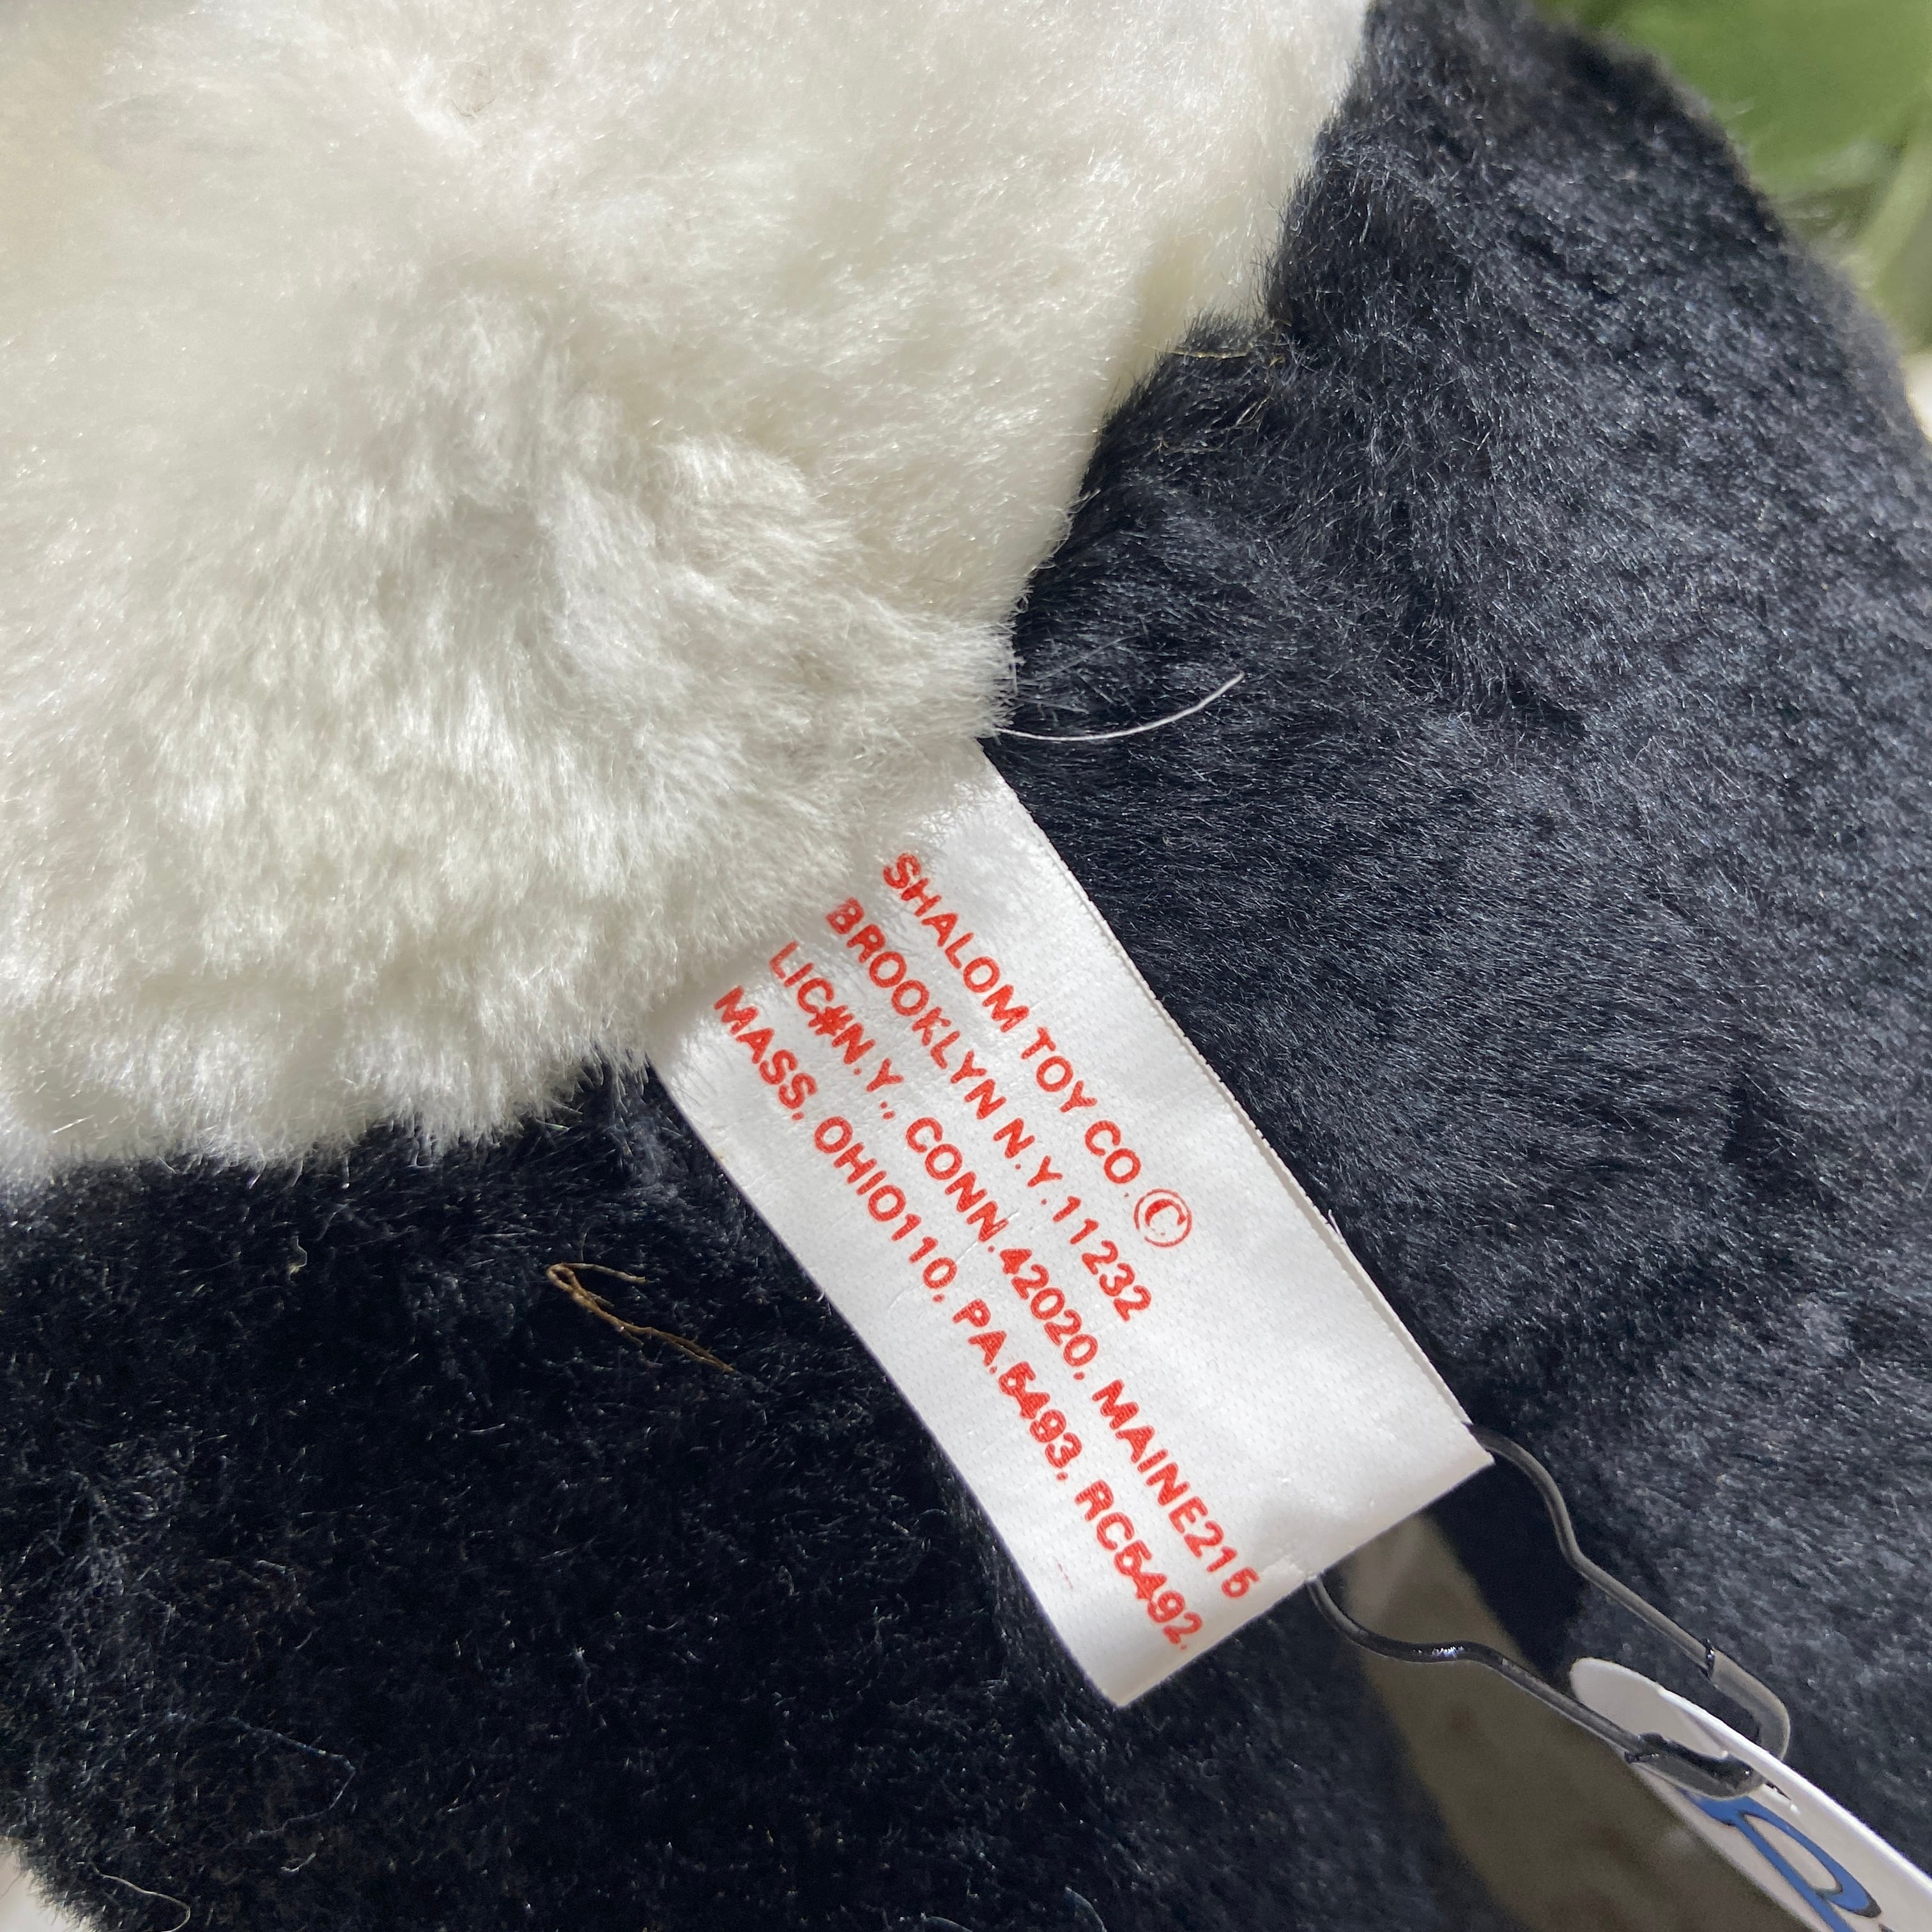 SHALOM TOY CO.©
BROOKLYN N.Y.11232
LIC#N.Y., CONN.42020, MAINE215
MASS, OHIO110, PA.5493, RC5492.